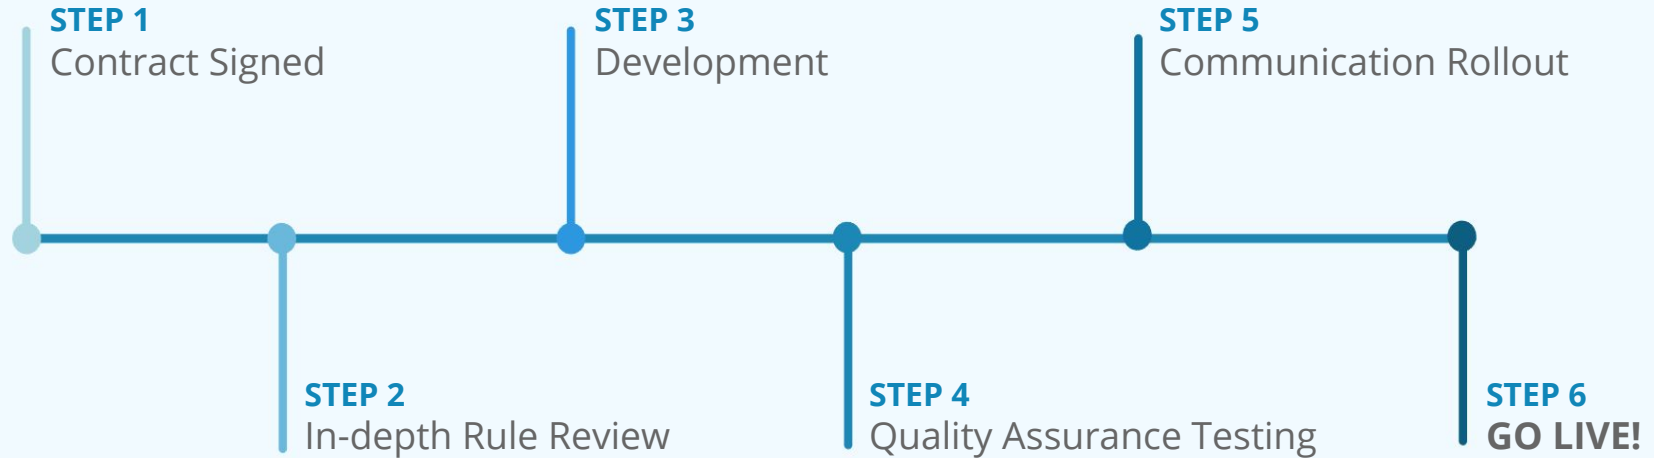 STEP 1
Contract Signed
STEP 2
In-depth Rule Review
STEP 3
Development
STEP 4
Quality Assurance Testing
STEP 5
Communication Rollout
STEP 6
GO LIVE!